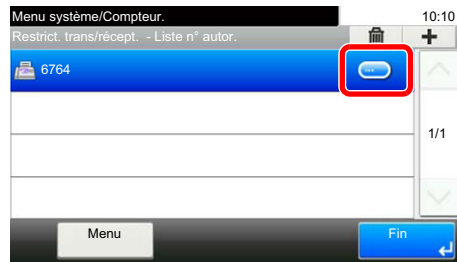 Menu système/Compteur.
10:10
Restrict. trans/récept. - Liste n° autor.
6764
1/1
Menu
Fin